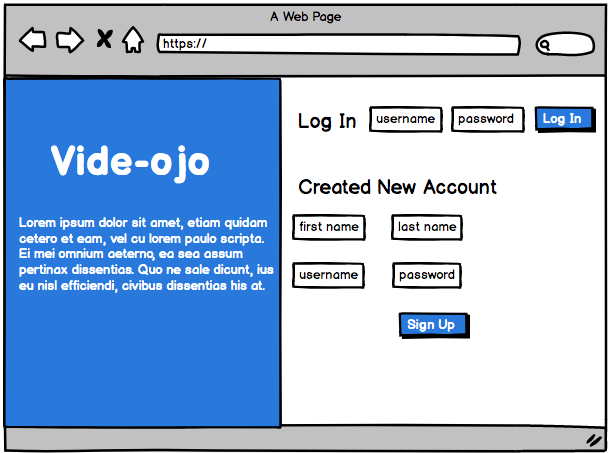 A Web Page
https://
Vide-ojo
Lorem ipsum dolor sit amet, etiam quidam
cetero et eam, vel cu lorem paulo scripta.
Ei mei omnium aeterno, ea sea assum
pertinax dissentias. Quo ne sale dicunt, ius
eu nisl efficiendi, civibus dissentias his at.
Log In username password Log In
Created New Account
first name last name
username password
Sign Up